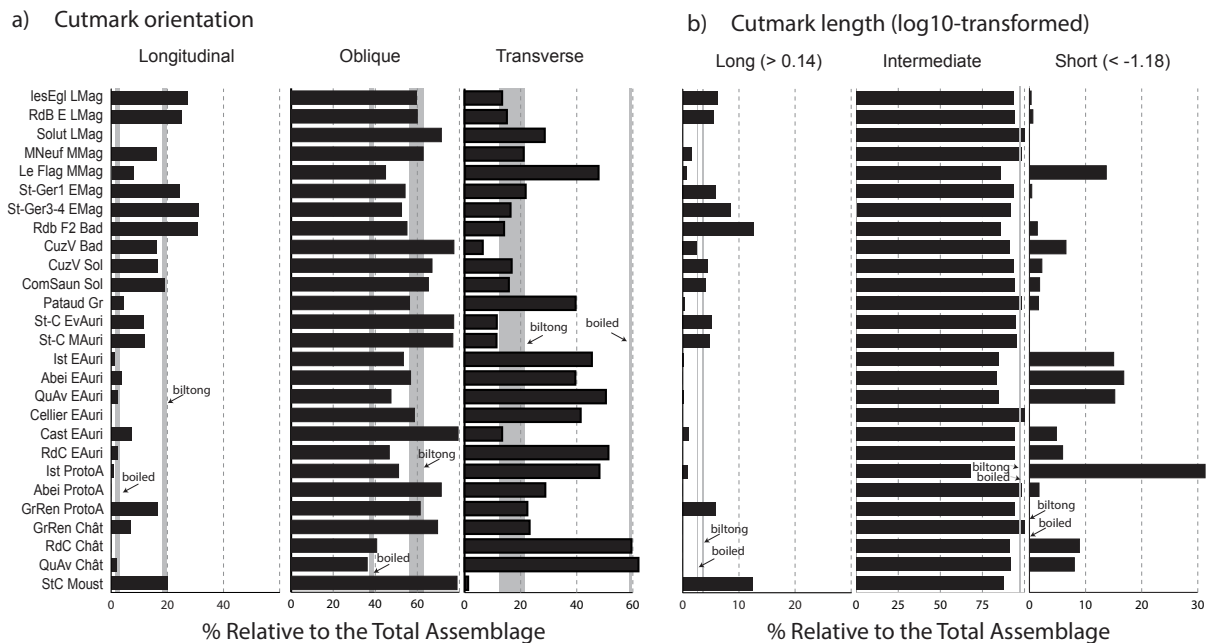 a) Cutmark orientation
b) Cutmark length (log10-transformed)
Longitudinal
Oblique
Transverse
Long (> 0.14)
Intermediate
Short (< -1.18)
IesEgl LMag
RdB E LMag
Solut LMag
MNeuf MMag
Le Flag MMag
St-Ger1 EMag
St-Ger3-4 EMag
Rdb F2 Bad
CuzV Bad
CuzV Sol
ComSaun Sol
Pataud Gr
St-C EvAuri
St-C MAuri
Ist EAuri
Abei EAuri
QuAv EAuri
Cellier EAuri
Cast EAuri
RdC EAuri
Ist ProtoA
Abei ProtoA
GrRen ProtoA
GrRen Chât
RdC Chât
QuAv Chât
StC Moust
biltong
boiled
biltong
boiled
biltong
boiled
biltong
boiled
biltong
boiled
biltong
boiled
0 20 40 60
0 20 40 60 80
0 20 40 60
0 10 20 30
0 25 50 75
0 10 20 30
% Relative to the Total Assemblage
% Relative to the Total Assemblage